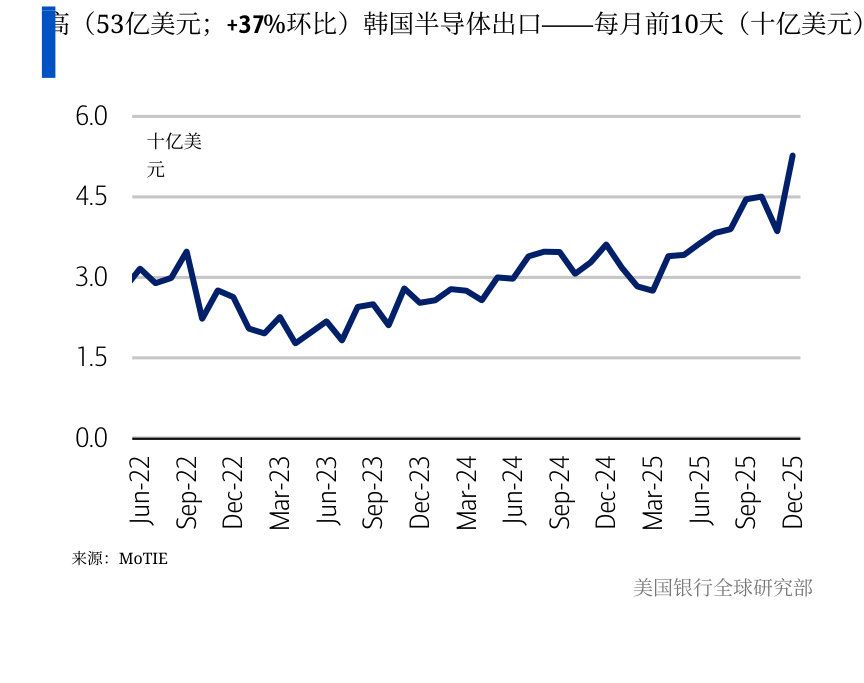 高（53亿美元；+37%环比）韩国半导体出口——每月前10天（十亿美元）
6.0
十亿美
元
4.5
3.0
1.5
0.0
Jun-22
Sep-22
Dec-22
Mar-23
Jun-23
Sep-23
Dec-23
Mar-24
Jun-24
Sep-24
Dec-24
Mar-25
Jun-25
Sep-25
Dec-25
来源：MoTIE
美国银行全球研究部